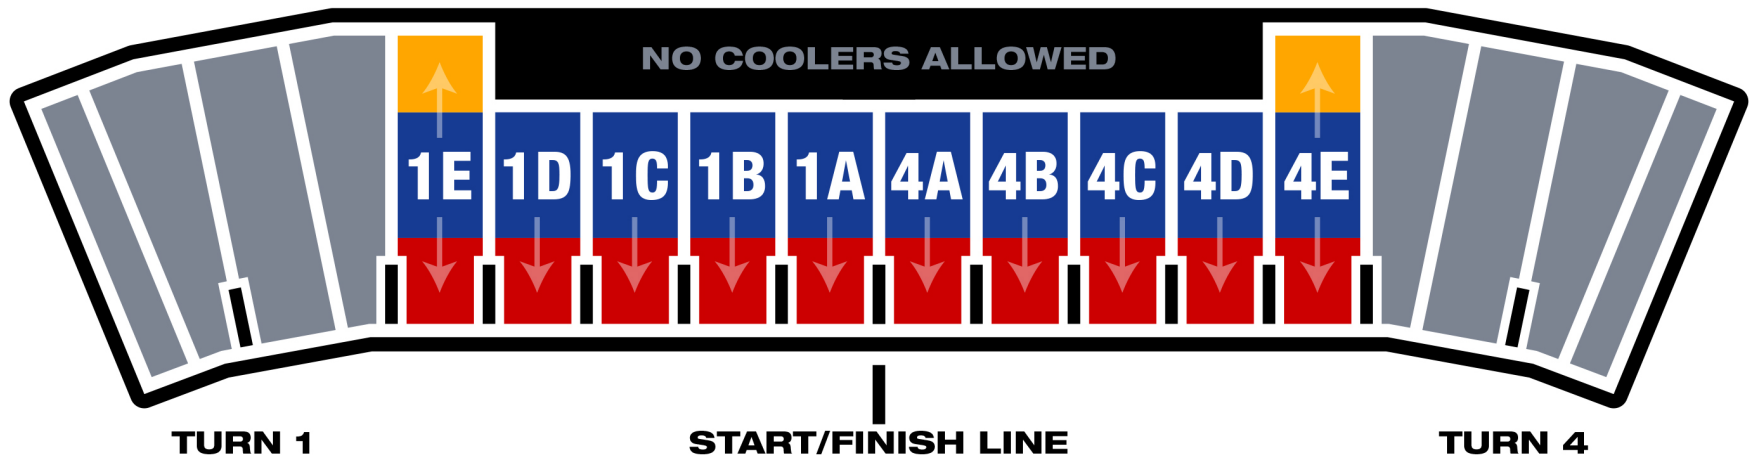 NO COOLERS ALLOWED
1E 1D 1C 1B 1A 4A 4B 4C 4D 4E
TURN 1 START/FINISH LINE TURN 4